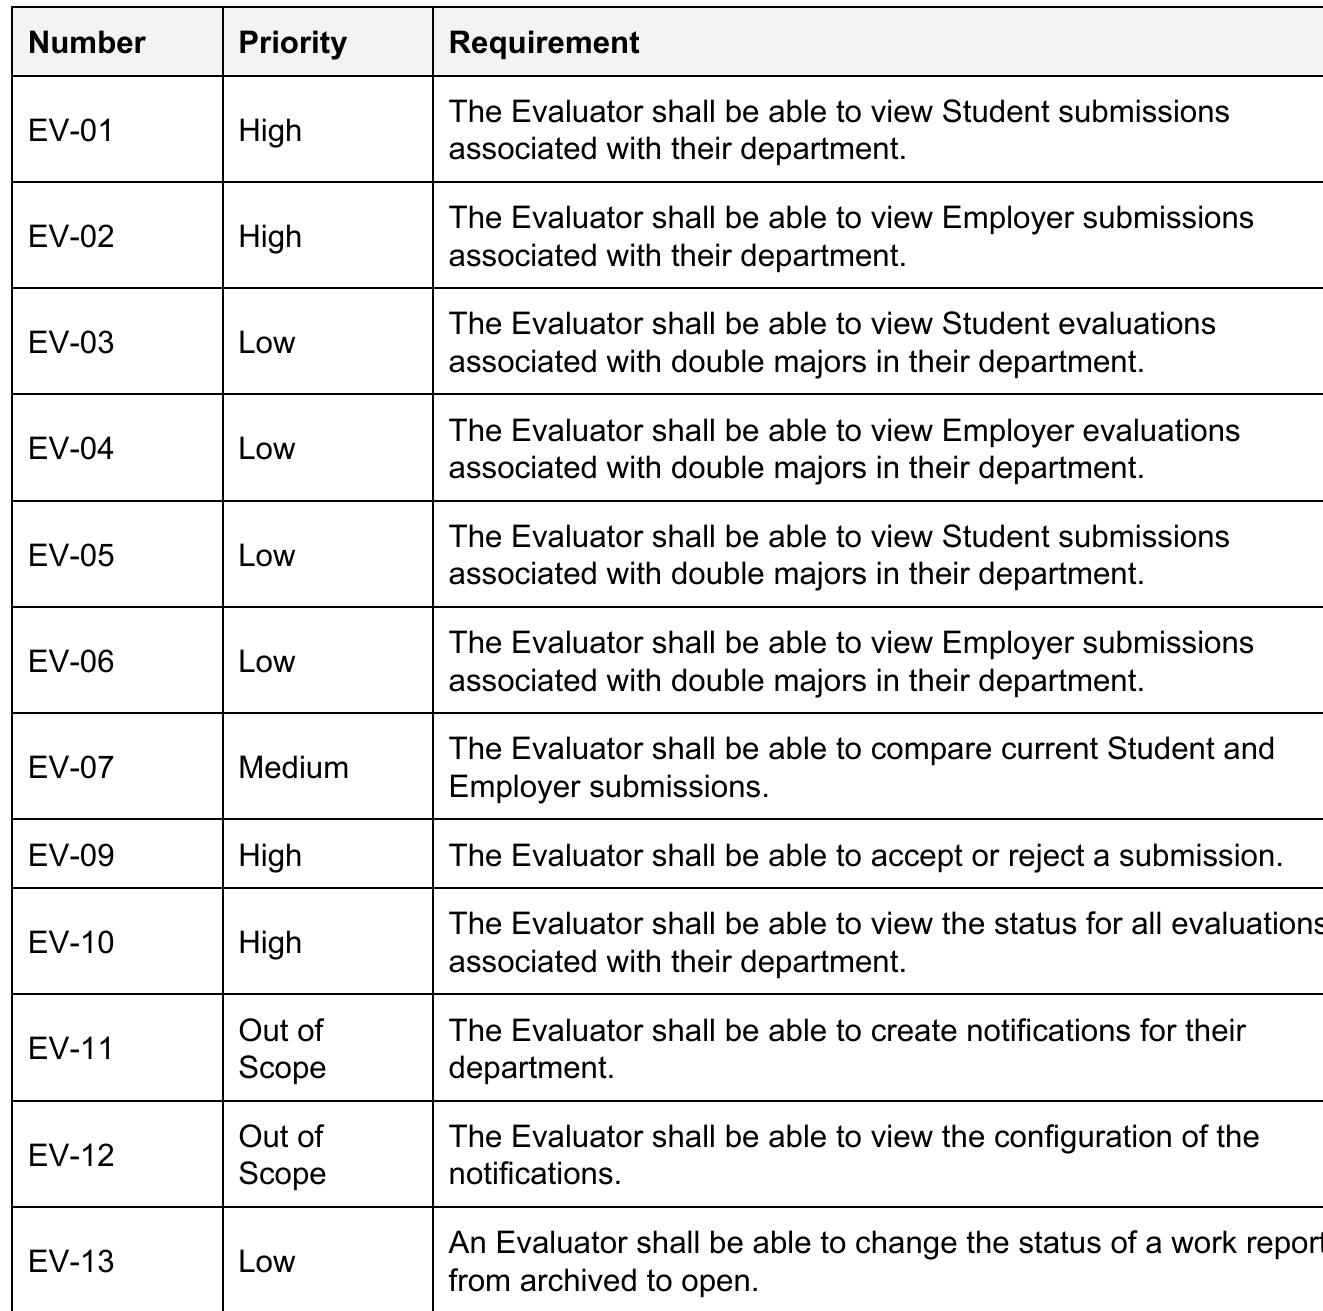 Number Priority Requirement
EV-01 High The Evaluator shall be able to view Student submissions
associated with their department.
EV-02 High The Evaluator shall be able to view Employer submissions
associated with their department.
EV-03 Low The Evaluator shall be able to view Student evaluations
associated with double majors in their department.
EV-04 Low The Evaluator shall be able to view Employer evaluations
associated with double majors in their department.
EV-05 Low The Evaluator shall be able to view Student submissions
associated with double majors in their department.
EV-06 Low The Evaluator shall be able to view Employer submissions
associated with double majors in their department.
EV-07 Medium The Evaluator shall be able to compare current Student and
Employer submissions.
EV-09 High The Evaluator shall be able to accept or reject a submission.
EV-10 High The Evaluator shall be able to view the status for all evaluations
associated with their department.
EV-11 Out of Scope The Evaluator shall be able to create notifications for their
department.
EV-12 Out of Scope The Evaluator shall be able to view the configuration of the
notifications.
EV-13 Low An Evaluator shall be able to change the status of a work report
from archived to open.